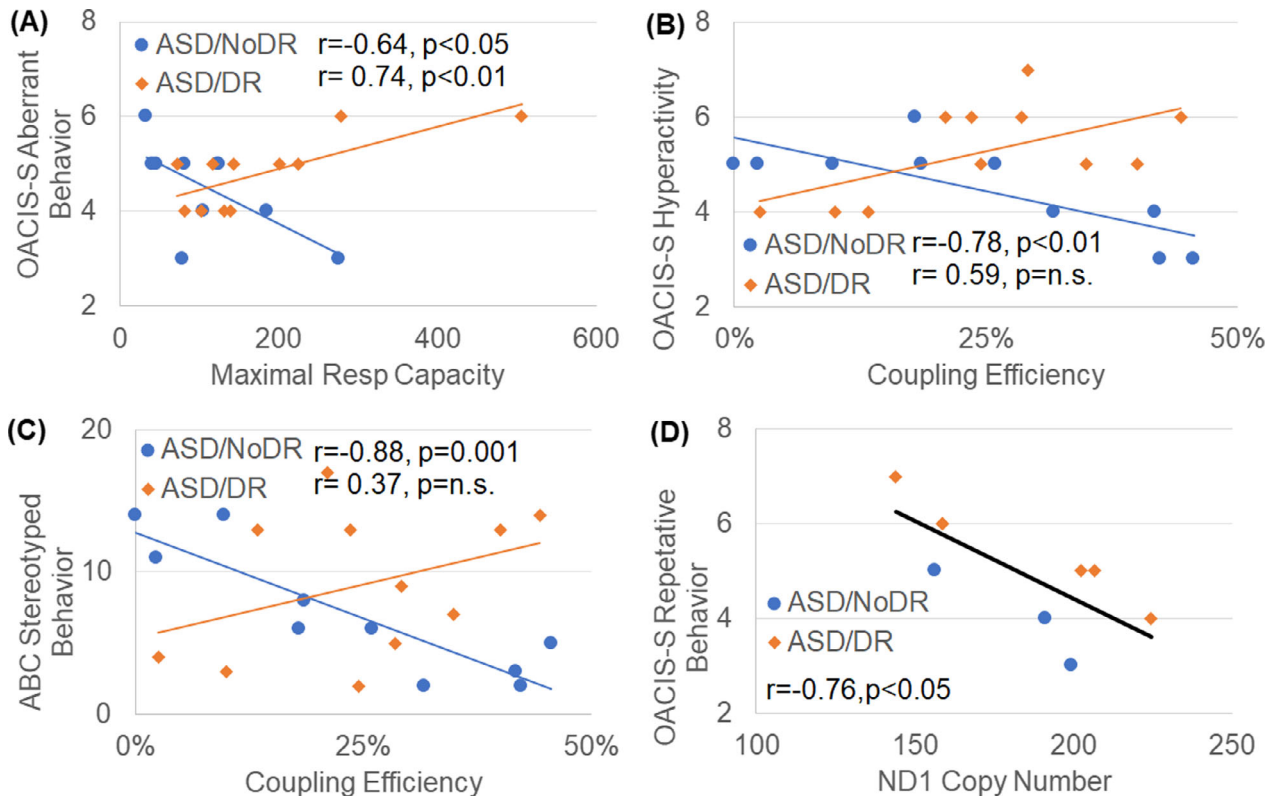 (A)
8
6
4
2
OACIS-S Aberrant
Behavior
ASD/NoDR r=-0.64, p<0.05
ASD/DR r= 0.74, p<0.01
0 200 400 600
Maximal Resp Capacity
(B)
8
6
4
2
OACIS-S Hyperactivity
ASD/NoDR r=-0.78, p<0.01
ASD/DR r= 0.59, p=n.s.
0% 25% 50%
Coupling Efficiency
(C)
20
10
0
ABC Stereotyped
Behavior
ASD/NoDR r=-0.88, p=0.001
ASD/DR r= 0.37, p=n.s.
0% 25% 50%
Coupling Efficiency
(D)
8
6
4
2
OACIS-S Repetative
Behavior
ASD/NoDR
ASD/DR
r=-0.76,p<0.05
100 150 200 250
ND1 Copy Number